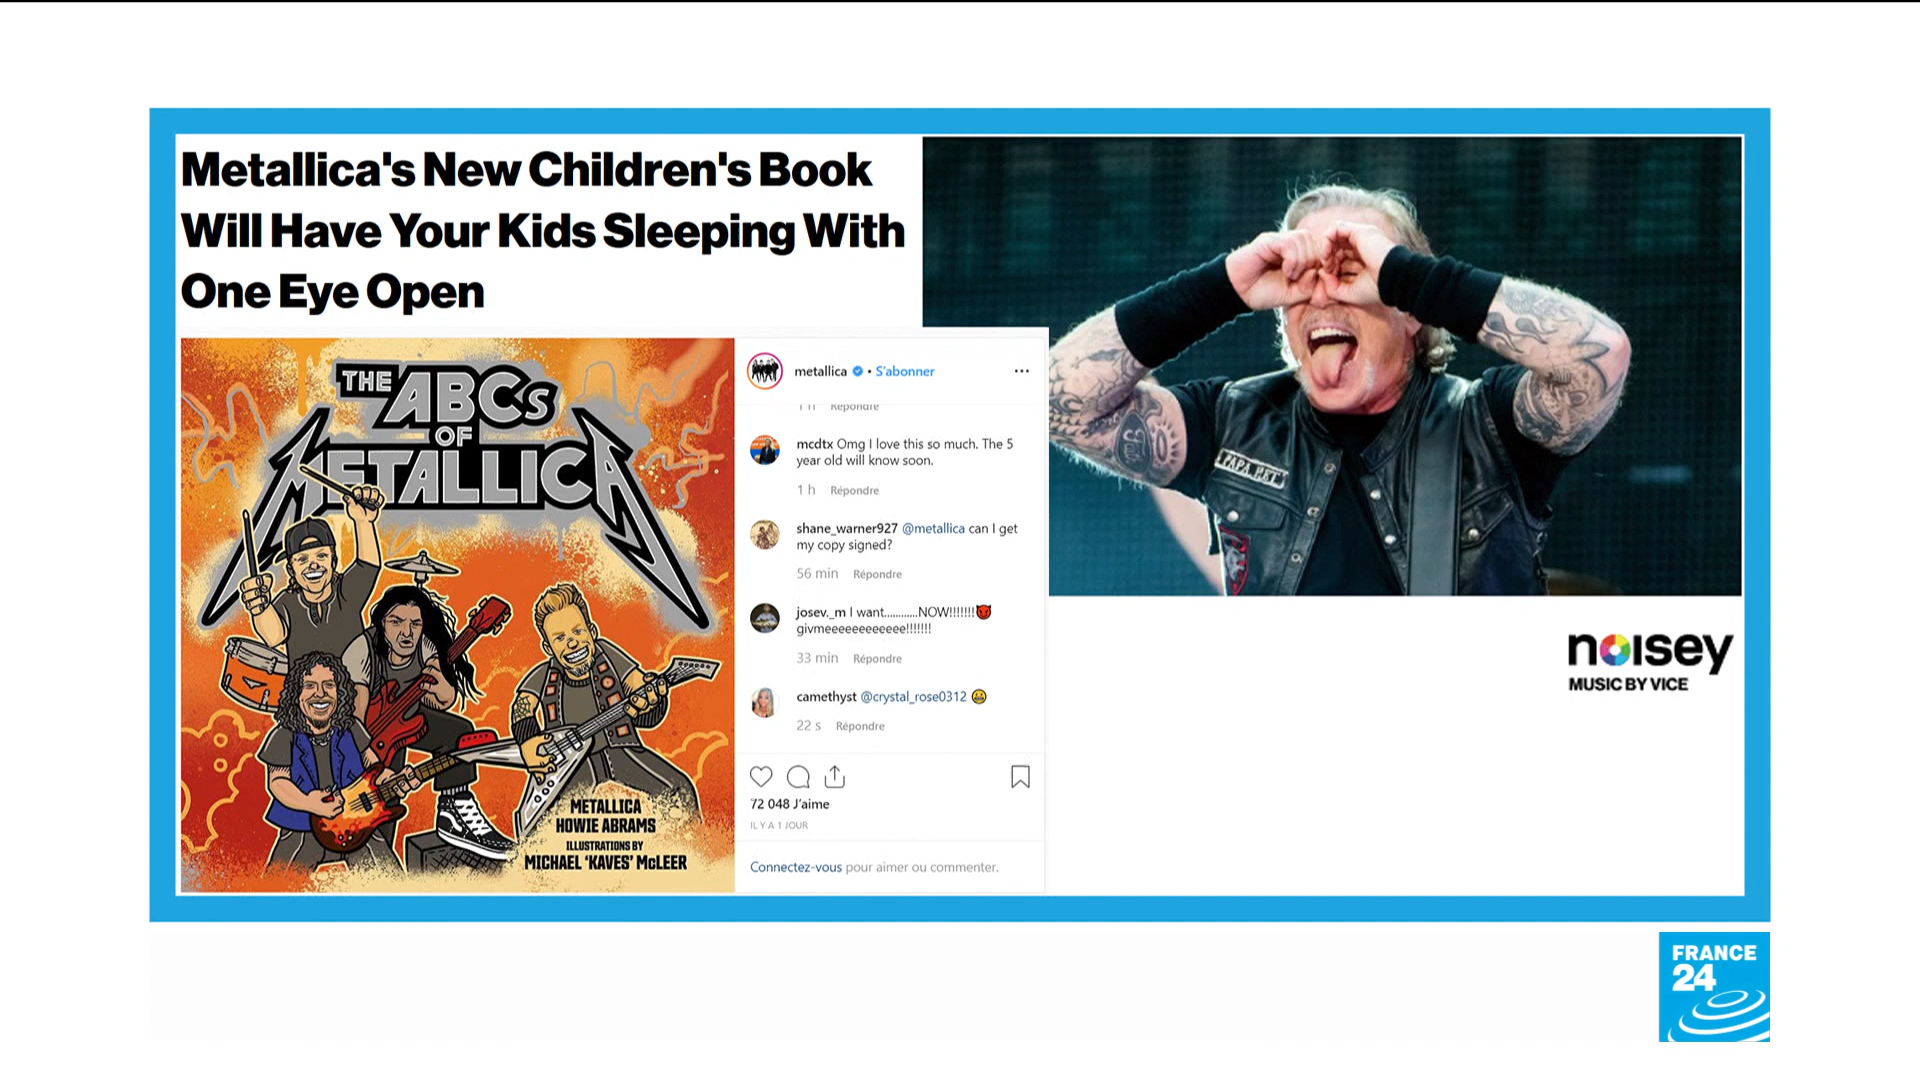 Metallica's New Children's Book
Will Have Your Kids Sleeping With
One Eye Open
THE ABCs
OF
METALLICA
METALLICA
HOWIE ABRAMS
ILLUSTRATIONS BY
MICHAEL 'KAVES' McLEER
metallica • S'abonner
1 h Répondre
mcdtx Omg I love this so much. The 5
year old will know soon.
1 h Répondre
shane_warner927 @metallica can I get
my copy signed?
56 min Répondre
josev._m I want............NOW!!!!!!!😈
givmeeeeeeeeeeee!!!!!!!
33 min Répondre
camethyst @crystal_rose0312 😀
22 s Répondre
72 048 J'aime
IL Y A 1 JOUR
Connectez-vous pour aimer ou commenter.
PAPA HET
noisey
MUSIC BY VICE
FRANCE
24